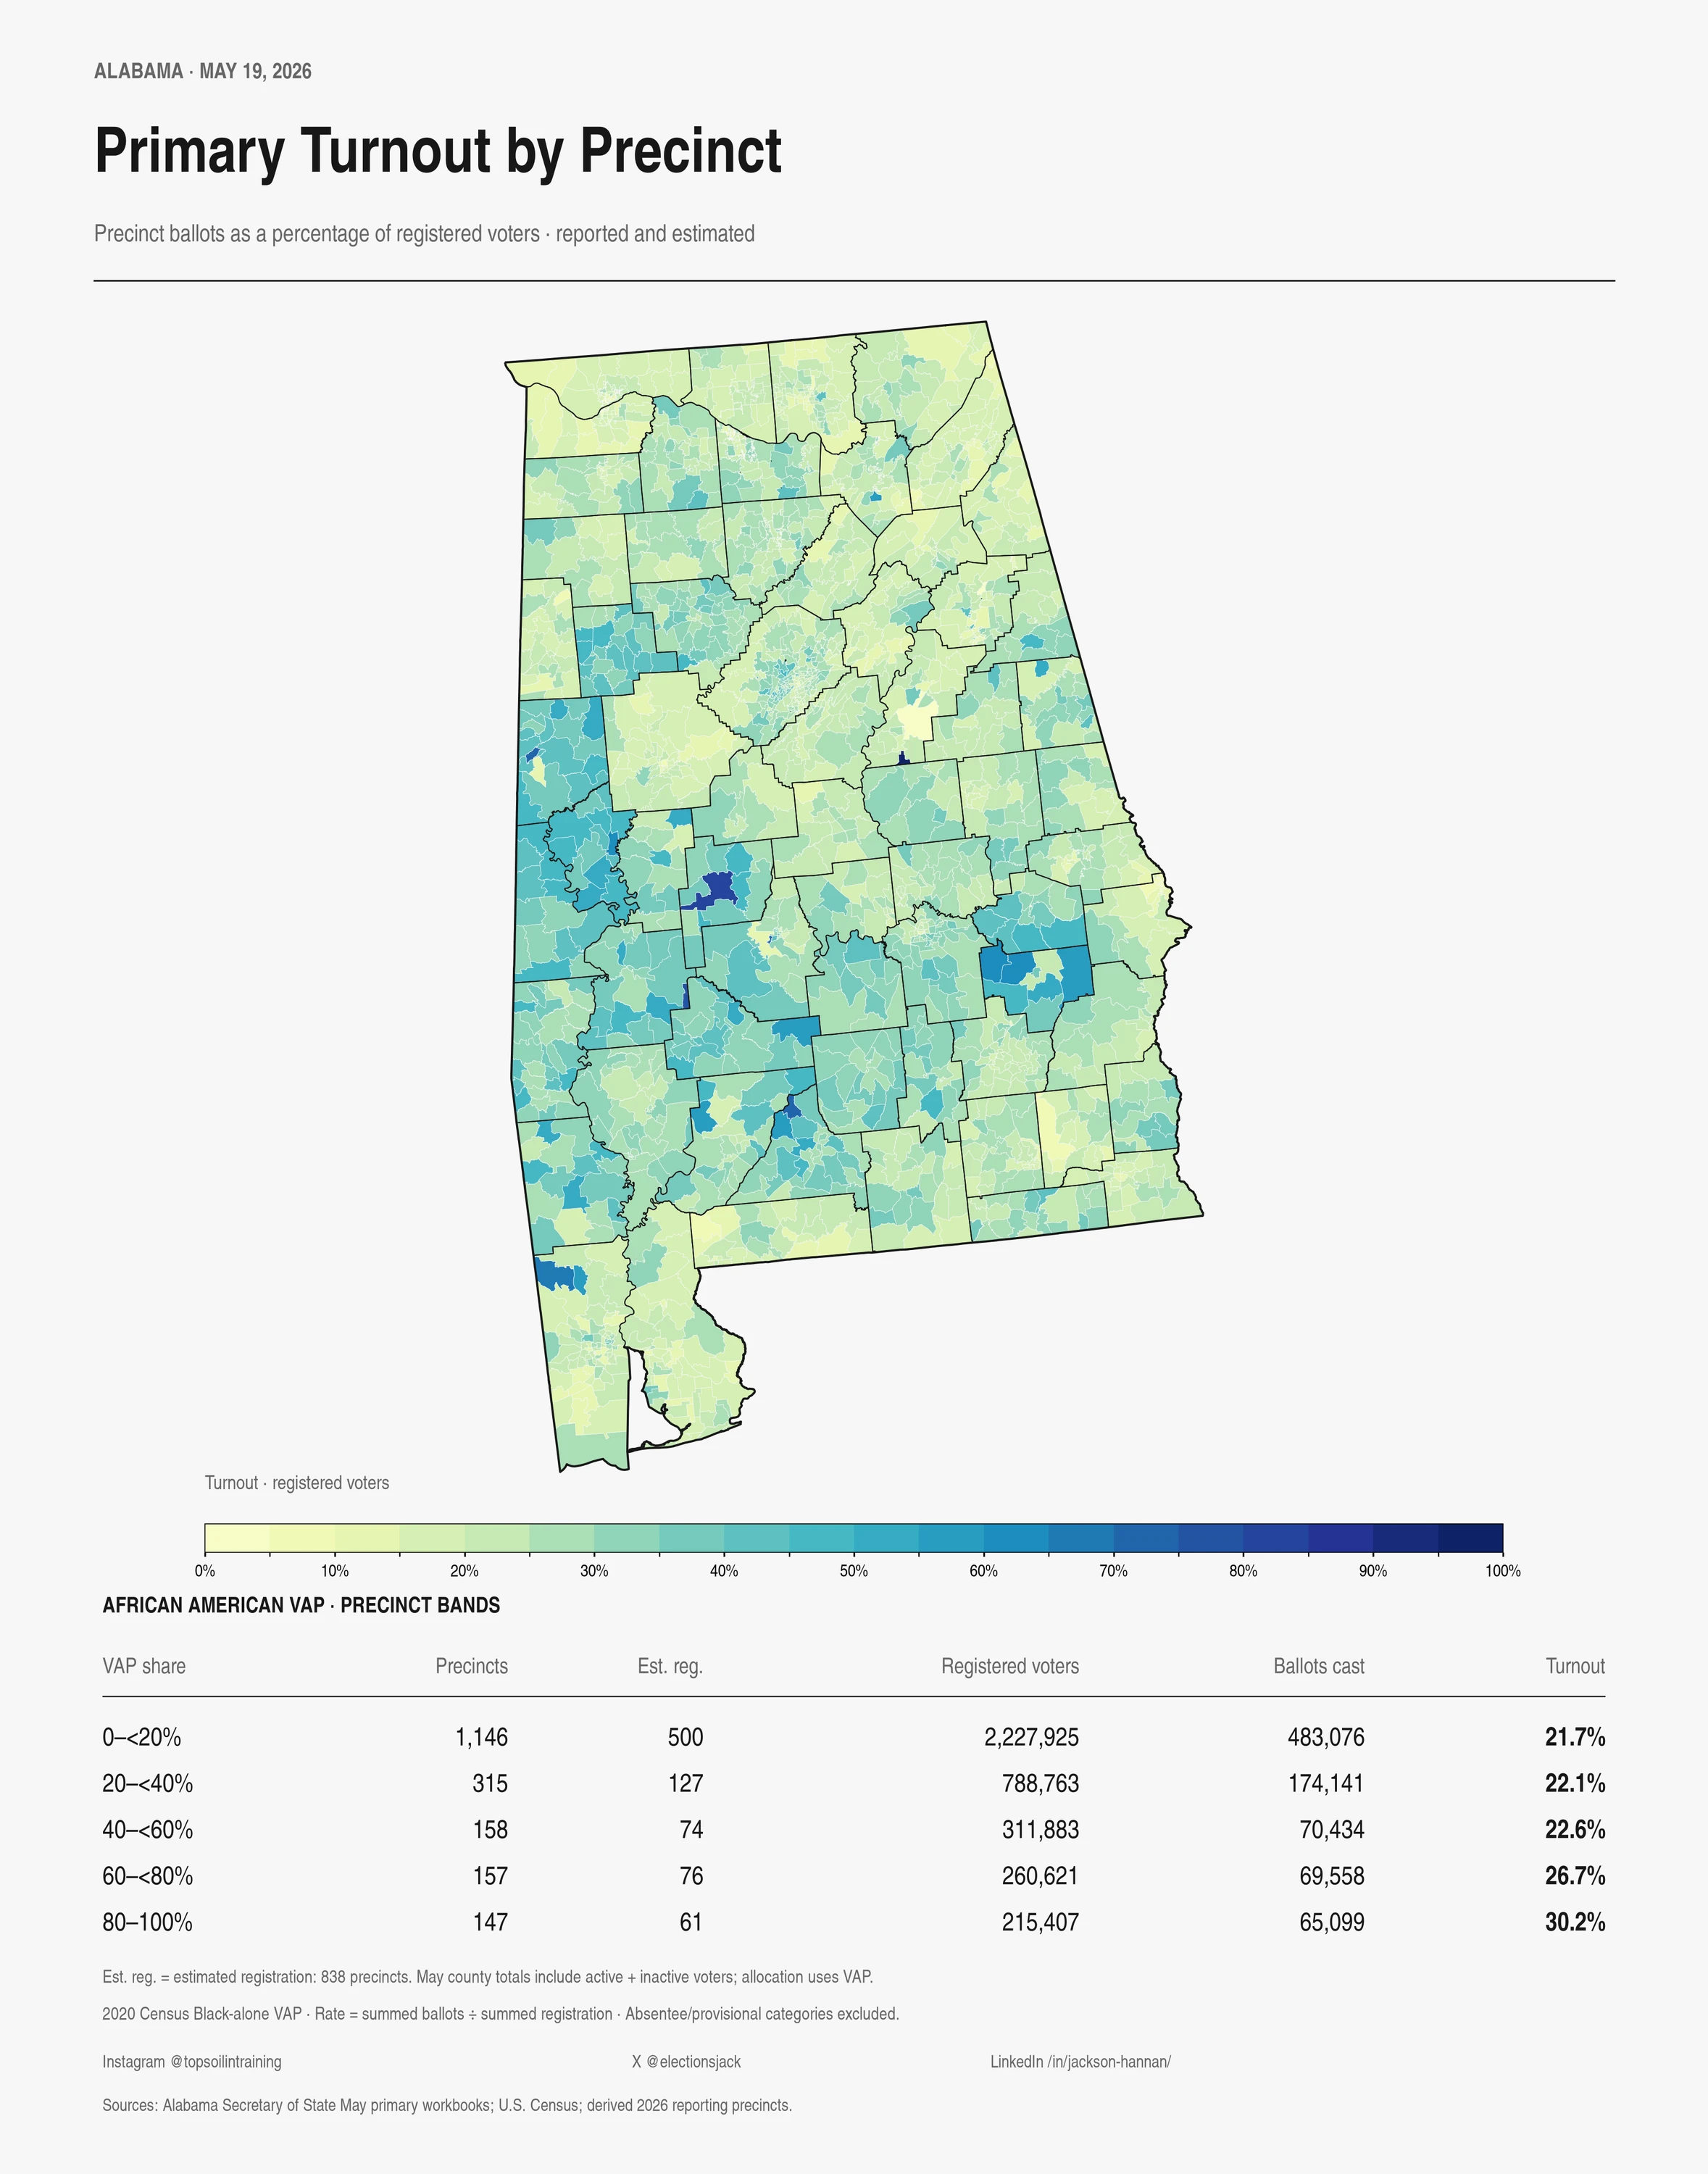 ALABAMA · MAY 19, 2026
Primary Turnout by Precinct
Precinct ballots as a percentage of registered voters · reported and estimated
Turnout · registered voters
0% 10% 20% 30% 40% 50% 60% 70% 80% 90% 100%
AFRICAN AMERICAN VAP · PRECINCT BANDS
VAP share Precincts Est. reg. Registered voters Ballots cast Turnout
0–<20% 1,146 500 2,227,925 483,076 21.7%
20–<40% 315 127 788,763 174,141 22.1%
40–<60% 158 74 311,883 70,434 22.6%
60–<80% 157 76 260,621 69,558 26.7%
80–100% 147 61 215,407 65,099 30.2%
Est. reg. = estimated registration: 838 precincts. May county totals include active + inactive voters; allocation uses VAP.
2020 Census Black-alone VAP · Rate = summed ballots ÷ summed registration · Absentee/provisional categories excluded.
Instagram @topsoilintraining X @electionsjack LinkedIn /in/jackson-hannan/
Sources: Alabama Secretary of State May primary workbooks; U.S. Census; derived 2026 reporting precincts.